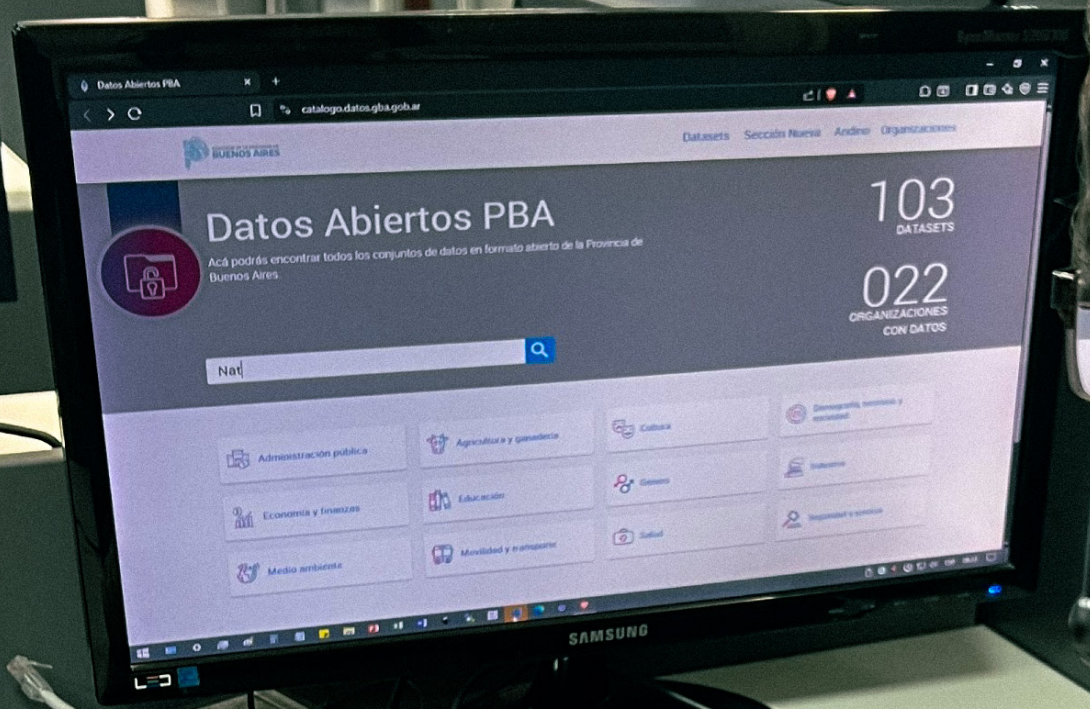 Datos Abiertos PBA
catalogo.datos.gba.gob.ar
BUENOS AIRES
Datasets Sección Nueva Andino Organizaciones
Datos Abiertos PBA
Acá podrás encontrar todos los conjuntos de datos en formato abierto de la Provincia de
Buenos Aires
103
DATASETS
022
ORGANIZACIONES
CON DATOS
Nat
Administración pública
Agricultura y ganadería
Cultura
Economía y finanzas
Educación
Género
Medio ambiente
Movilidad y transporte
Salud
SAMSUNG
LED